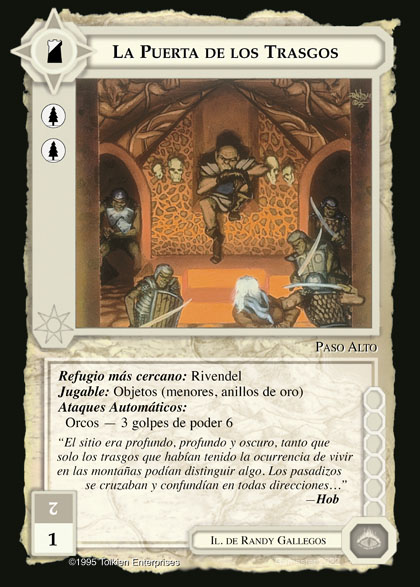 LA PUERTA DE LOS TRASGOS
PASO ALTO
Refugio más cercano: Rivendel
Jugable: Objetos (menores, anillos de oro)
Ataques Automáticos:
Orcos — 3 golpes de poder 6
“El sitio era profundo, profundo y oscuro, tanto que
solo los trasgos que habían tenido la ocurrencia de vivir
en las montañas podían distinguir algo. Los pasadizos
se cruzaban y confundían en todas direcciones…”
—Hob
2
1
IL. DE RANDY GALLEGOS
©1995 Tolkien Enterprises